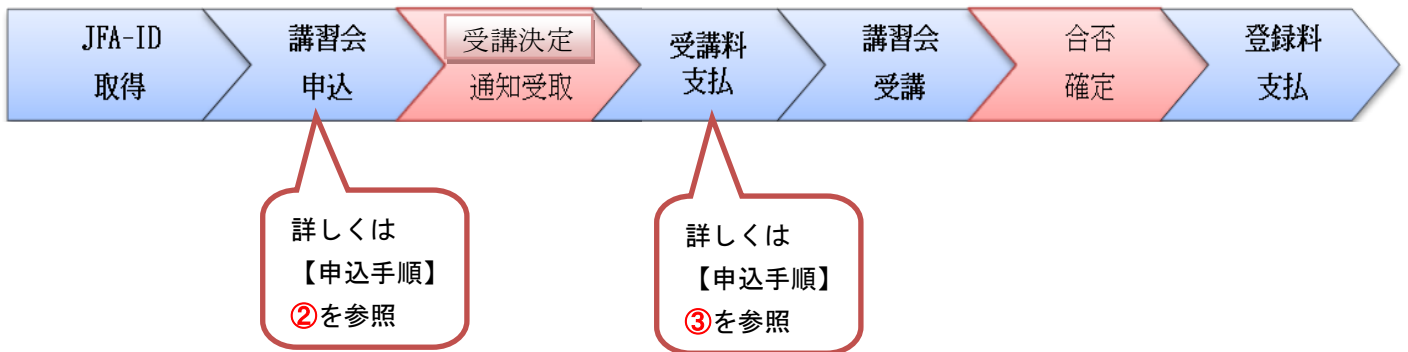 JFA-ID
取得
講習会
申込
受講決定
通知受取
受講料
支払
講習会
受講
合否
確定
登録料
支払
詳しくは
【申込手順】
②を参照
詳しくは
【申込手順】
③を参照